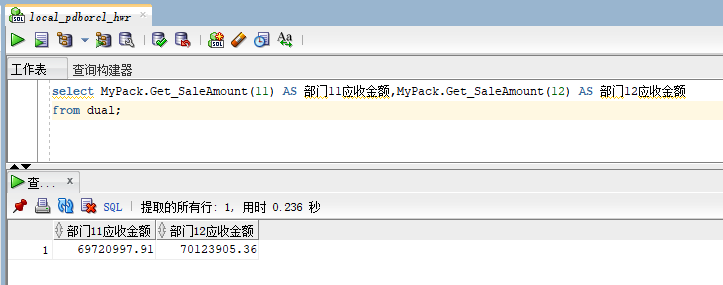 local_pdborcl_hwr
工作表 查询构建器
select MyPack.Get_SaleAmount(11) AS 部门11应收金额,MyPack.Get_SaleAmount(12) AS 部门12应收金额
from dual;
查... x
SQL | 提取的所有行: 1, 用时 0.236 秒
部门11应收金额 部门12应收金额
1 69720997.91 70123905.36